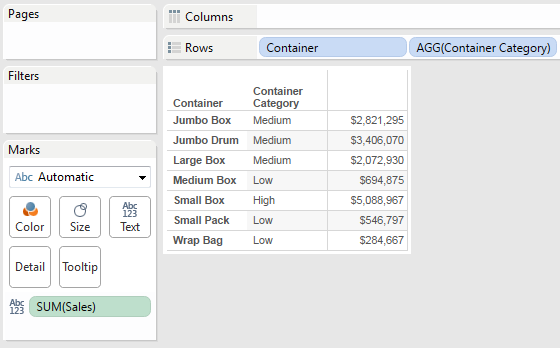 Pages
Columns
Rows Container AGG(Container Category)
Filters
Container Container Category
Jumbo Box Medium $2,821,295
Jumbo Drum Medium $3,406,070
Large Box Medium $2,072,930
Medium Box Low $694,875
Small Box High $5,088,967
Small Pack Low $546,797
Wrap Bag Low $284,667
Marks
Abc Automatic
Abc
123
Color Size Text
Detail Tooltip
Abc
123 SUM(Sales)